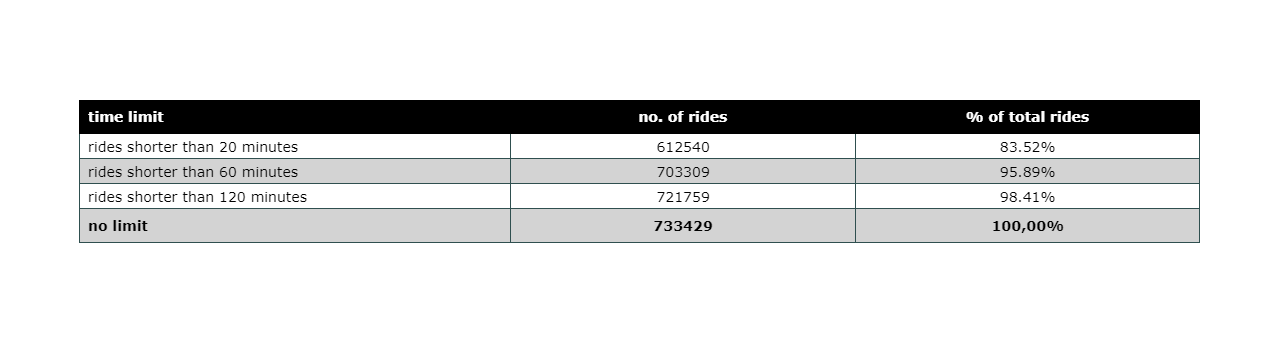 time limit no. of rides % of total rides
rides shorter than 20 minutes 612540 83.52%
rides shorter than 60 minutes 703309 95.89%
rides shorter than 120 minutes 721759 98.41%
no limit 733429 100,00%